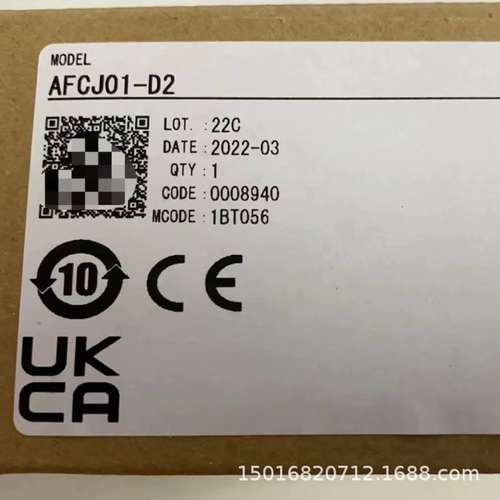 MODEL
AFCJ01-D2
LOT. :22C
DATE :2022-03
QTY :1
CODE :0008940
MCODE :1BT056
10
CE
UK
CA
15016820712.1688.com